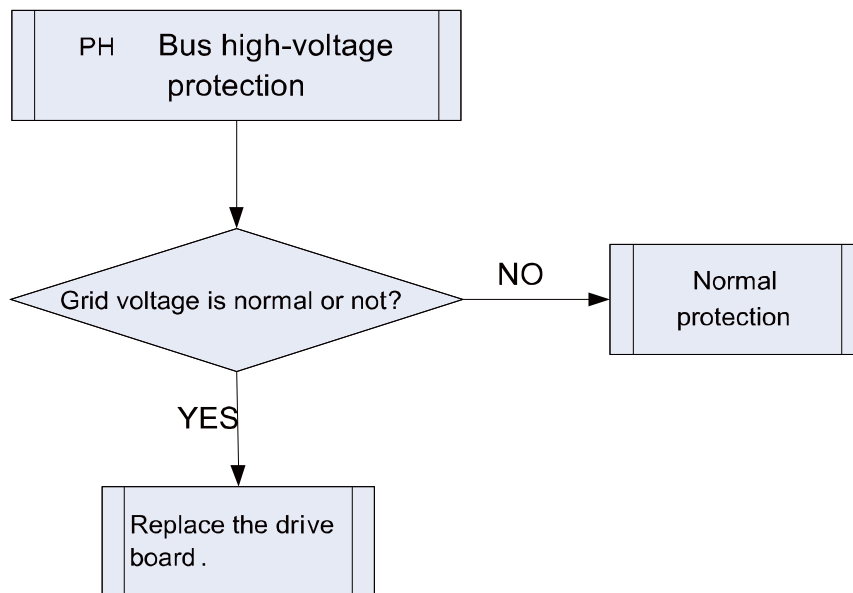 PH Bus high-voltage
protection
Grid voltage is normal or not?
NO
Normal
protection
YES
Replace the drive
board.